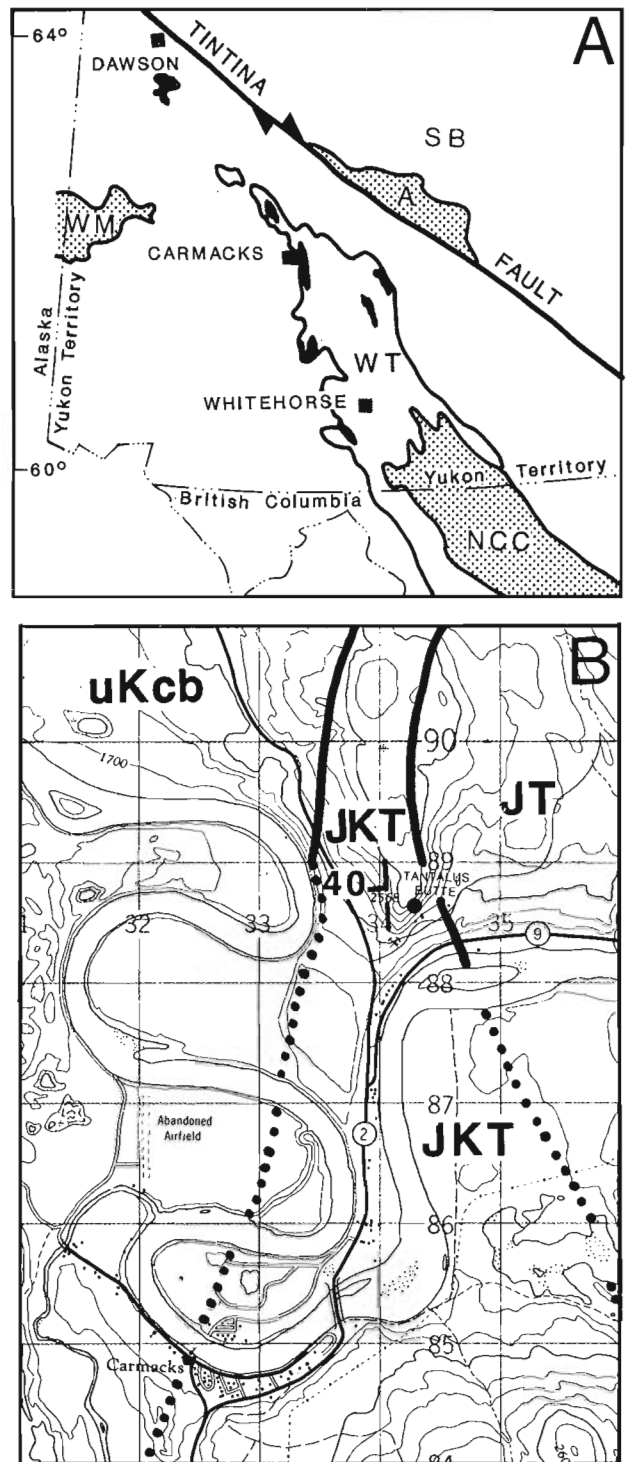 A
64°
DAWSON
TINTINA
SB
A
WM
CARMACKS
FAULT
Alaska
Yukon Territory
WT
WHITEHORSE
60°
Yukon Territory
British Columbia
NCC
B
uKcb
1700
90
JKT
JT
89
40
TANTALUS
BUTTE
32
33
35
9
88
87
Abandoned
Airfield
2
JKT
86
85
Carmacks